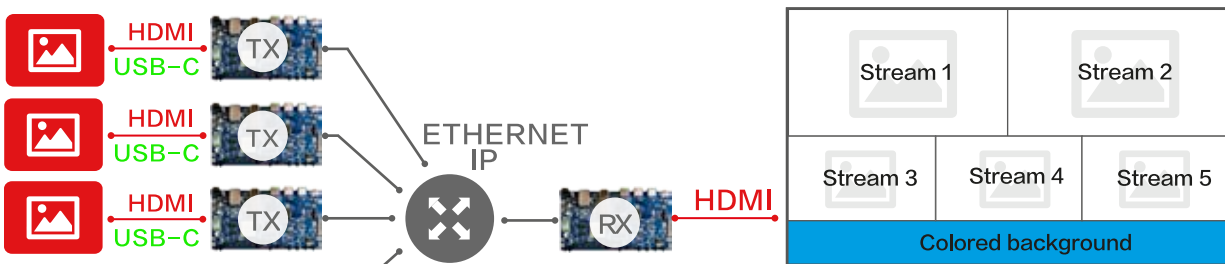 HDMI
USB-C
TX
HDMI
USB-C
TX
HDMI
USB-C
TX
ETHERNET
IP
RX
HDMI
Stream 1
Stream 2
Stream 3
Stream 4
Stream 5
Colored background